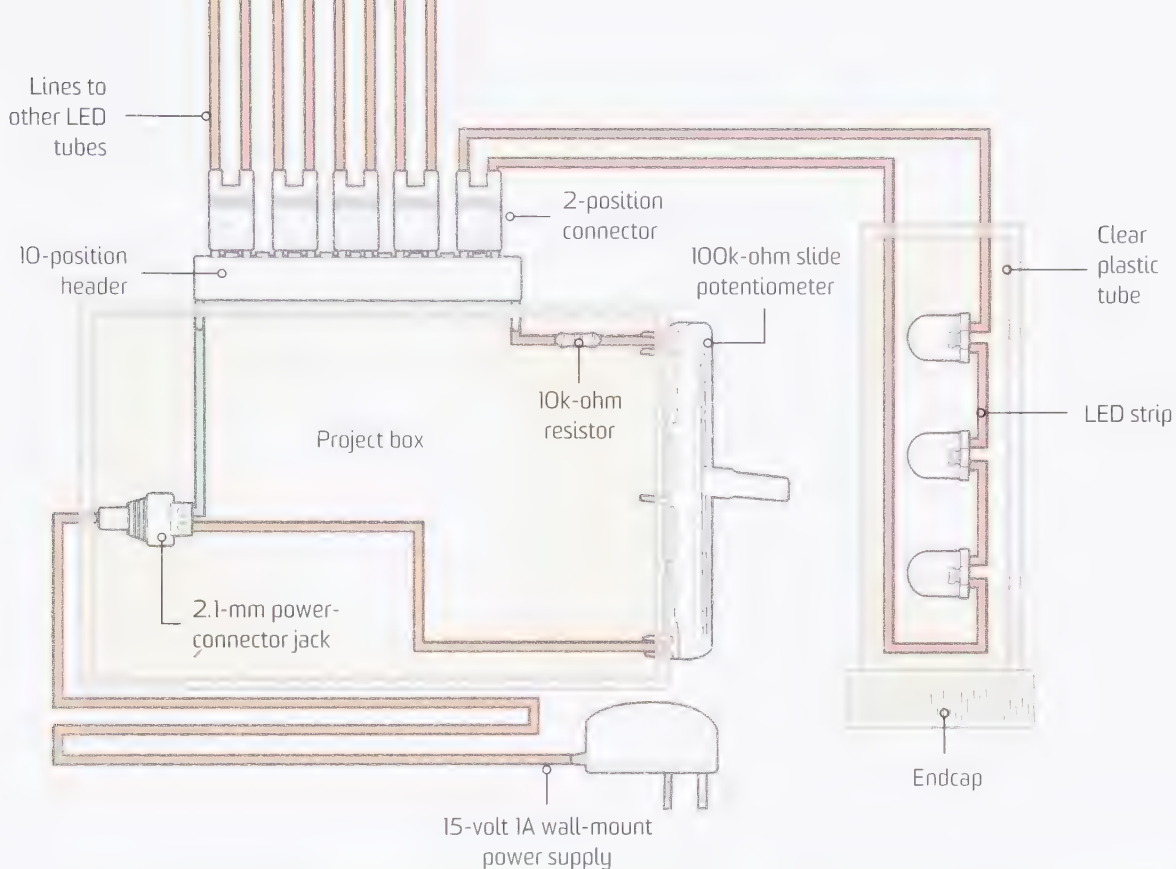 Lines to
other LED
tubes
2-position
connector
10-position
header
100k-ohm slide
potentiometer
Clear
plastic
tube
10k-ohm
resistor
LED strip
Project box
2.1-mm power-
connector jack
Endcap
15-volt 1A wall-mount
power supply